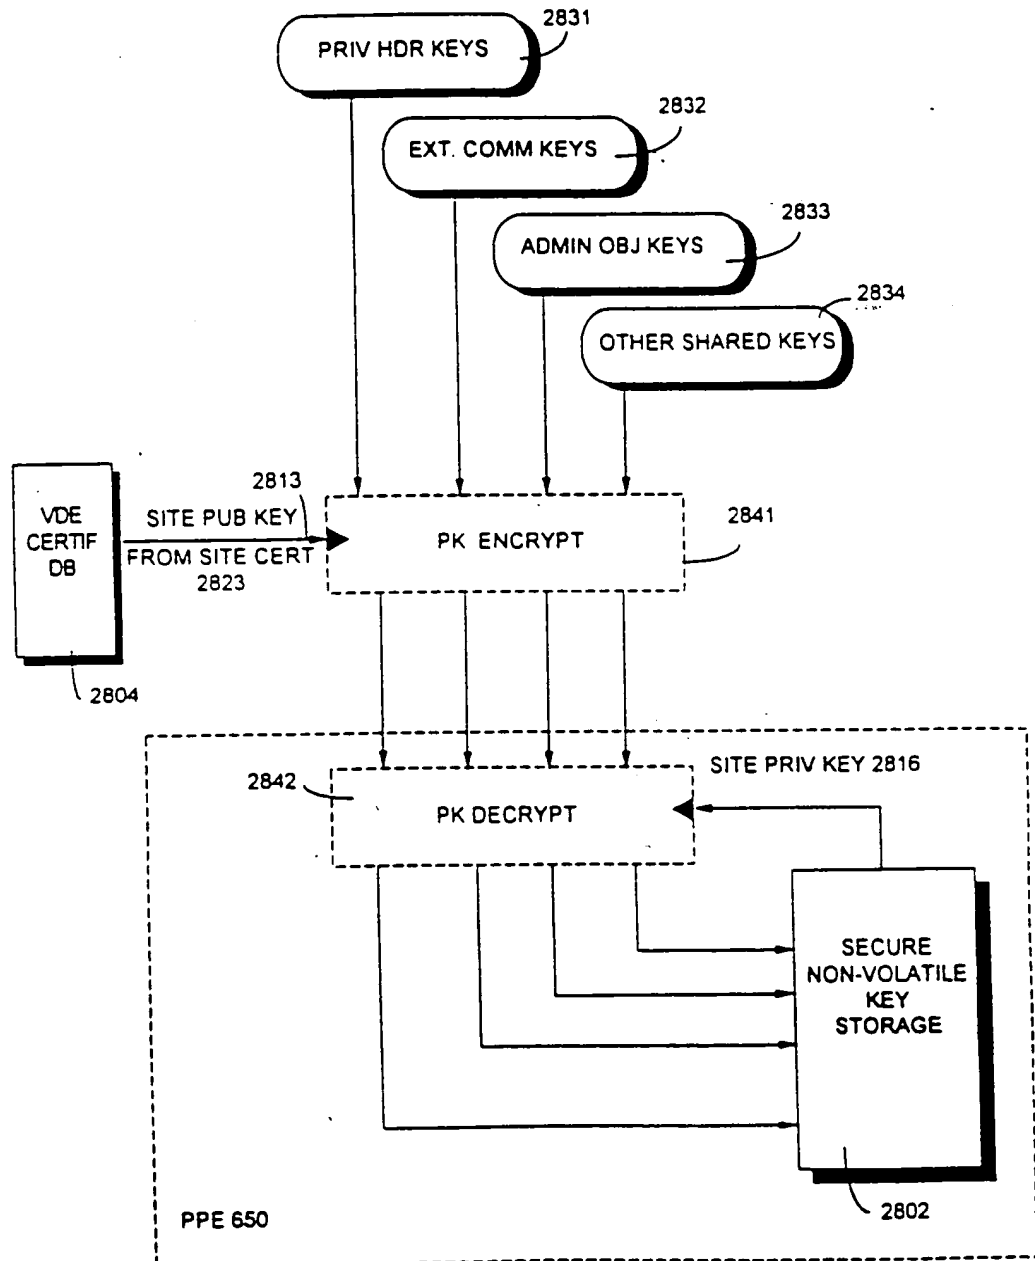 2831
PRIV HDR KEYS
2832
EXT. COMM KEYS
2833
ADMIN OBJ KEYS
2834
OTHER SHARED KEYS
2813
VDE
CERTIF
DB
SITE PUB KEY
FROM SITE CERT
2823
PK ENCRYPT
2841
2804
2842
SITE PRIV KEY 2816
PK DECRYPT
SECURE
NON-VOLATILE
KEY
STORAGE
2802
PPE 650